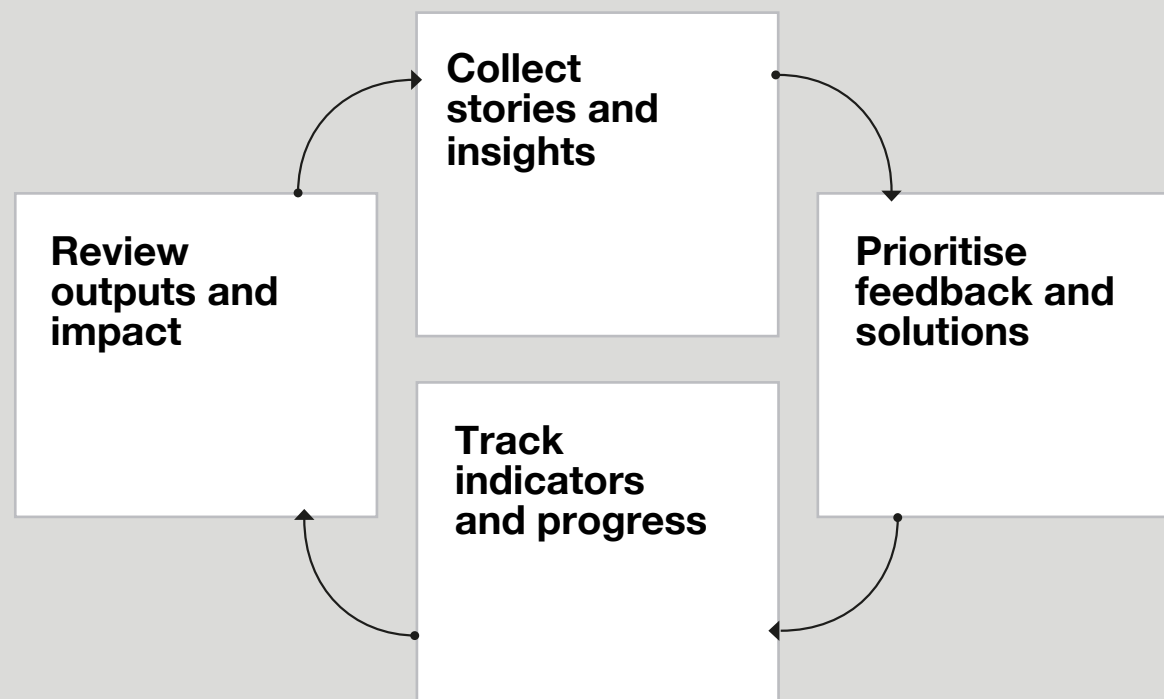 Collect
stories and
insights
Review
outputs and
impact
Prioritise
feedback and
solutions
Track
indicators
and progress